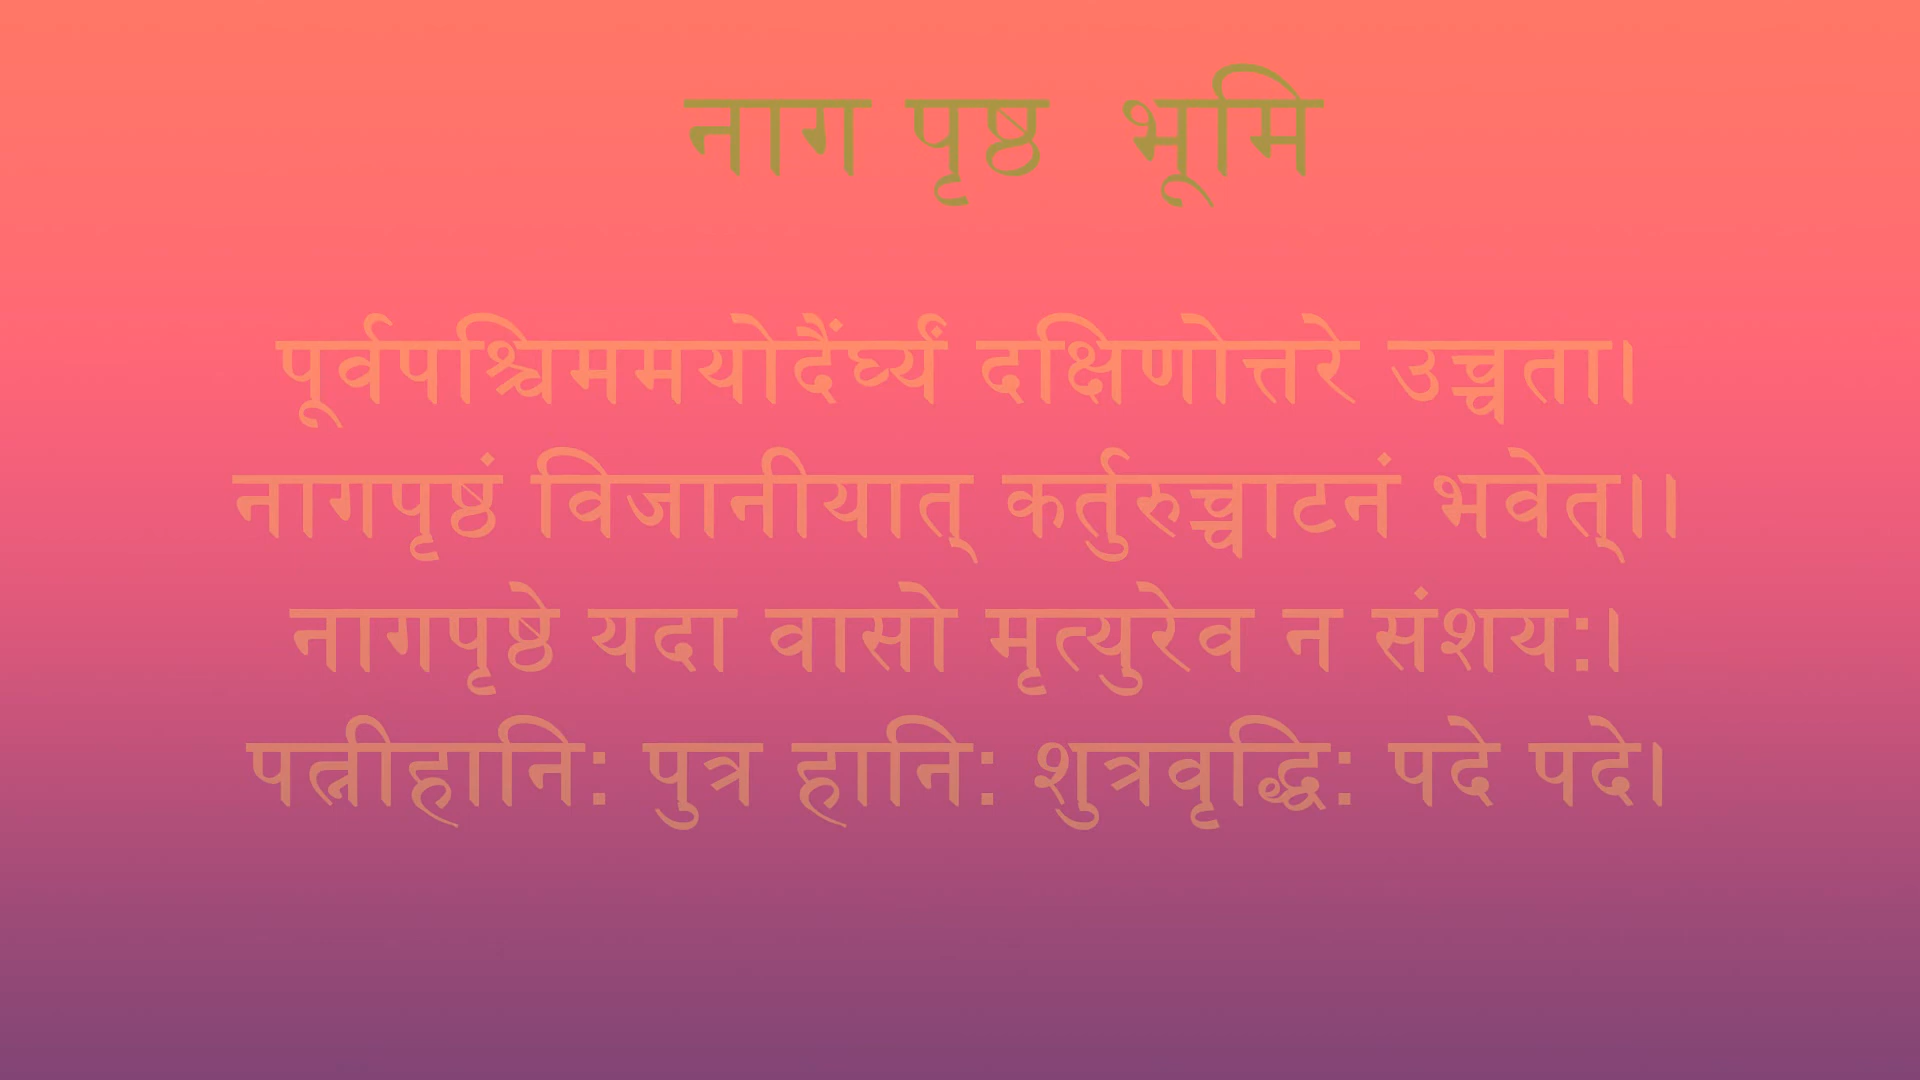 नाग पृष्ठ भूमि
पूर्वपश्चिममयोदैंर्घ्यं दक्षिणोत्तरे उच्चता।
नागपृष्ठं विजानीयात् कर्तुरुच्चाटनं भवेत्।।
नागपृष्ठे यदा वासो मृत्युरेव न संशय:।
पत्नीहानि: पुत्र हानि: शुत्रवृद्धि: पदे पदे।